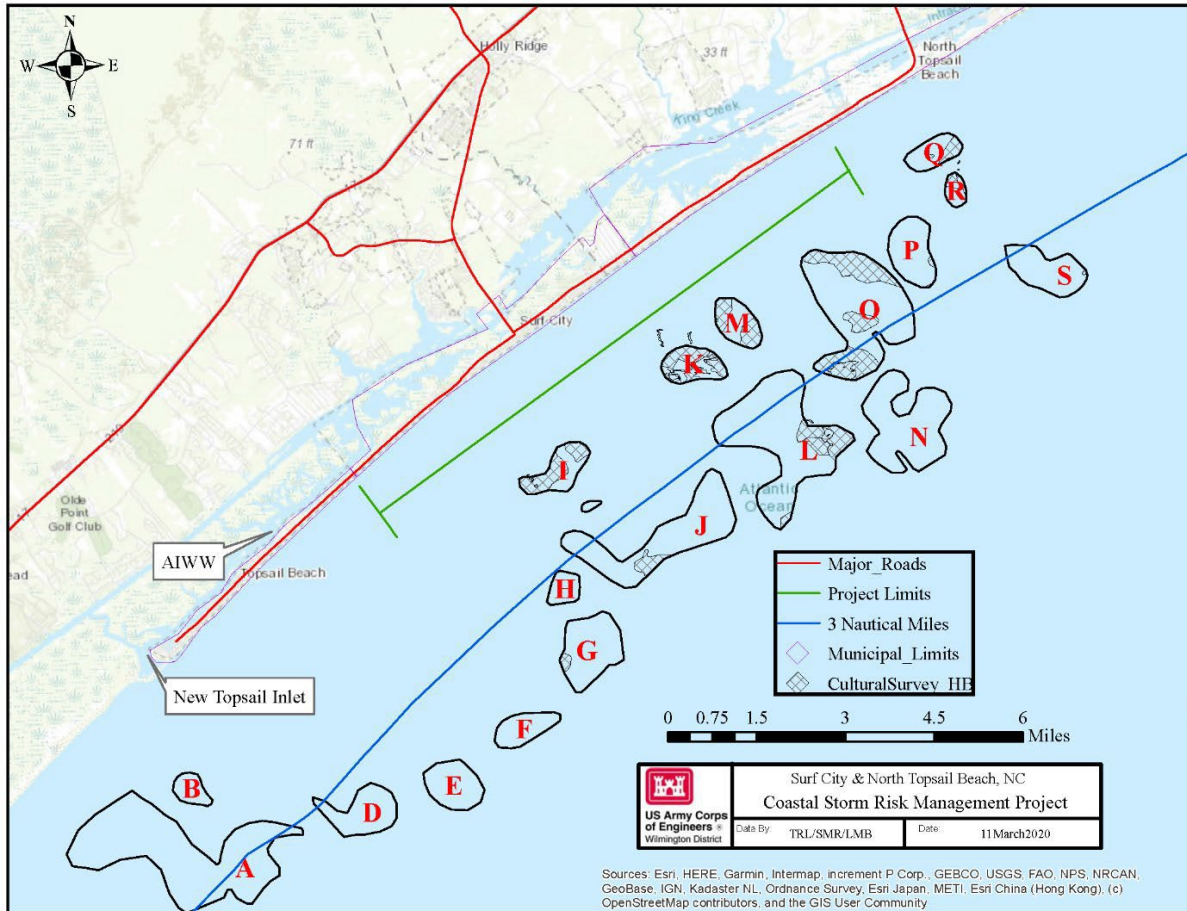 N
W E
S
Holly Ridge
33 ft
North
Topsail
Beach
King Creek
71 ft
Surf City
Olde
Point
Golf Club
AIWW
Topsail Beach
New Topsail Inlet
Q
R
P
S
O
M
K
N
L
I
Atlantic
Ocean
J
H
G
F
E
D
B
A
Major_Roads
Project Limits
3 Nautical Miles
Municipal_Limits
CulturalSurvey_HB
0 0.75 1.5 3 4.5 6
Miles
US Army Corps
of Engineers ®
Wilmington District
Surf City & North Topsail Beach, NC
Coastal Storm Risk Management Project
Data By: TRL/SMR/LMB Date: 11March2020
Sources: Esri, HERE, Garmin, Intermap, increment P Corp., GEBCO, USGS, FAO, NPS, NRCAN,
GeoBase, IGN, Kadaster NL, Ordnance Survey, Esri Japan, METI, Esri China (Hong Kong), (c)
OpenStreetMap contributors, and the GIS User Community